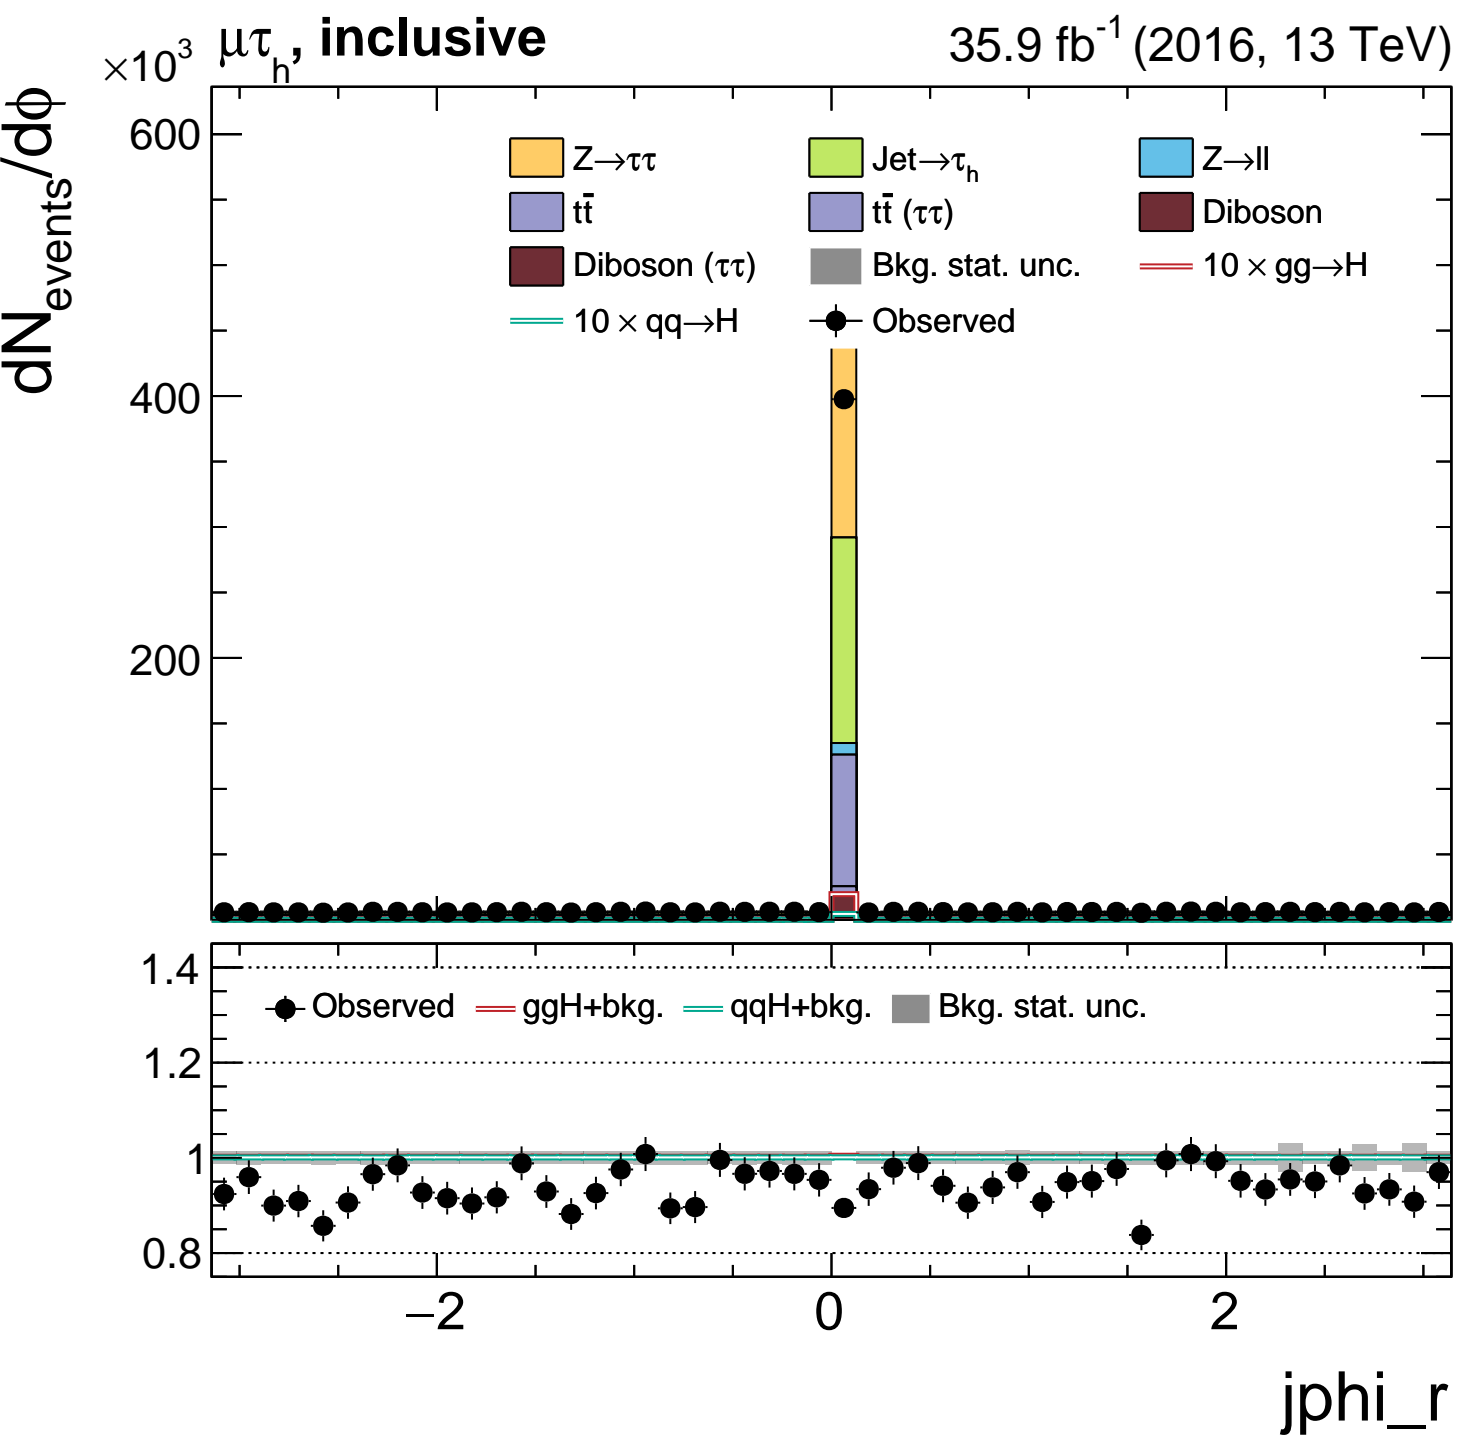 ×10³ μτₕ, inclusive 35.9 fb⁻¹ (2016, 13 TeV)
dN_events/dϕ
600
400
200
Z→ττ Jet→τₕ Z→ll
tt̄ tt̄ (ττ) Diboson
Diboson (ττ) Bkg. stat. unc. 10 × gg→H
10 × qq→H Observed
1.4
1.2
1
0.8
Observed ggH+bkg. qqH+bkg. Bkg. stat. unc.
−2 0 2
jphi_r